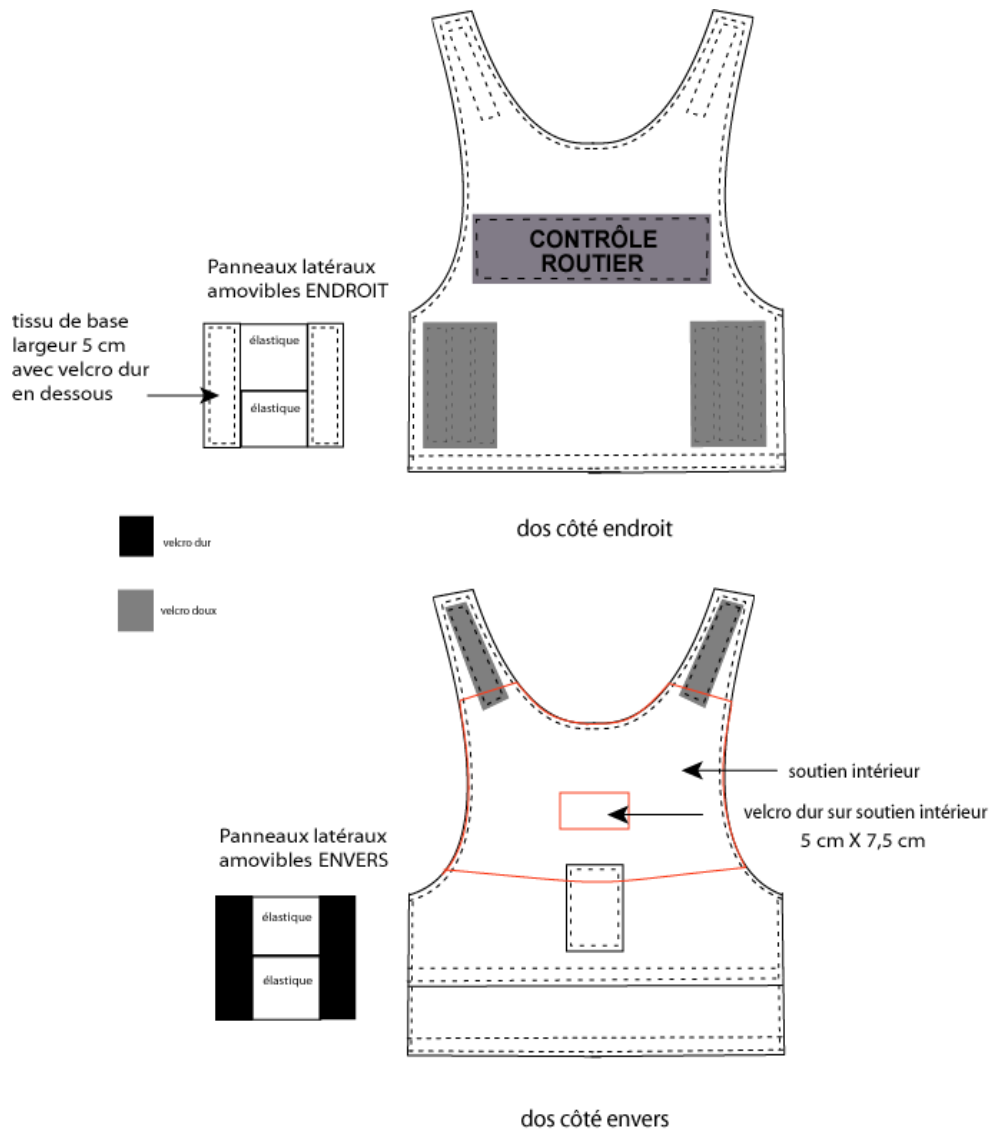 CONTRÔLE
ROUTIER
Panneaux latéraux
amovibles ENDROIT
tissu de base
largeur 5 cm
avec velcro dur
en dessous
élastique
élastique
dos côté endroit
velcro dur
velcro doux
soutien intérieur
velcro dur sur soutien intérieur
5 cm X 7,5 cm
Panneaux latéraux
amovibles ENVERS
élastique
élastique
dos côté envers